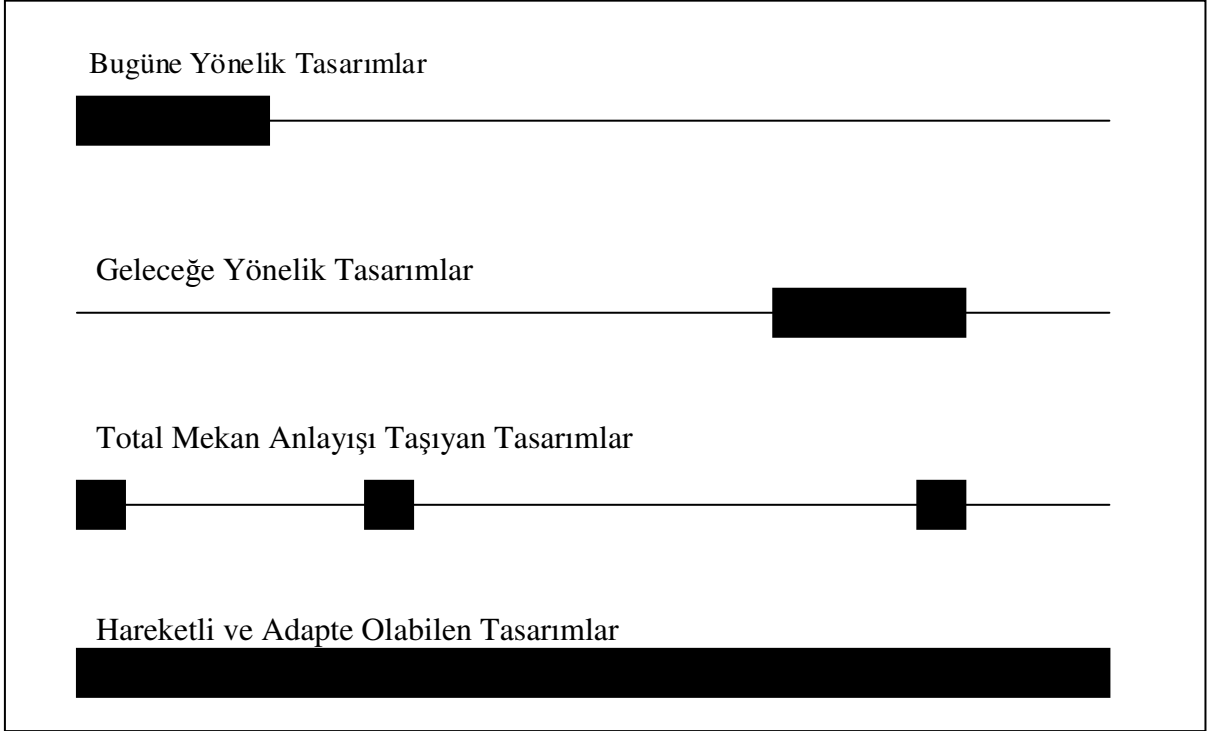 Bugüne Yönelik Tasarımlar
Geleceğe Yönelik Tasarımlar
Total Mekan Anlayışı Taşıyan Tasarımlar
Hareketli ve Adapte Olabilen Tasarımlar